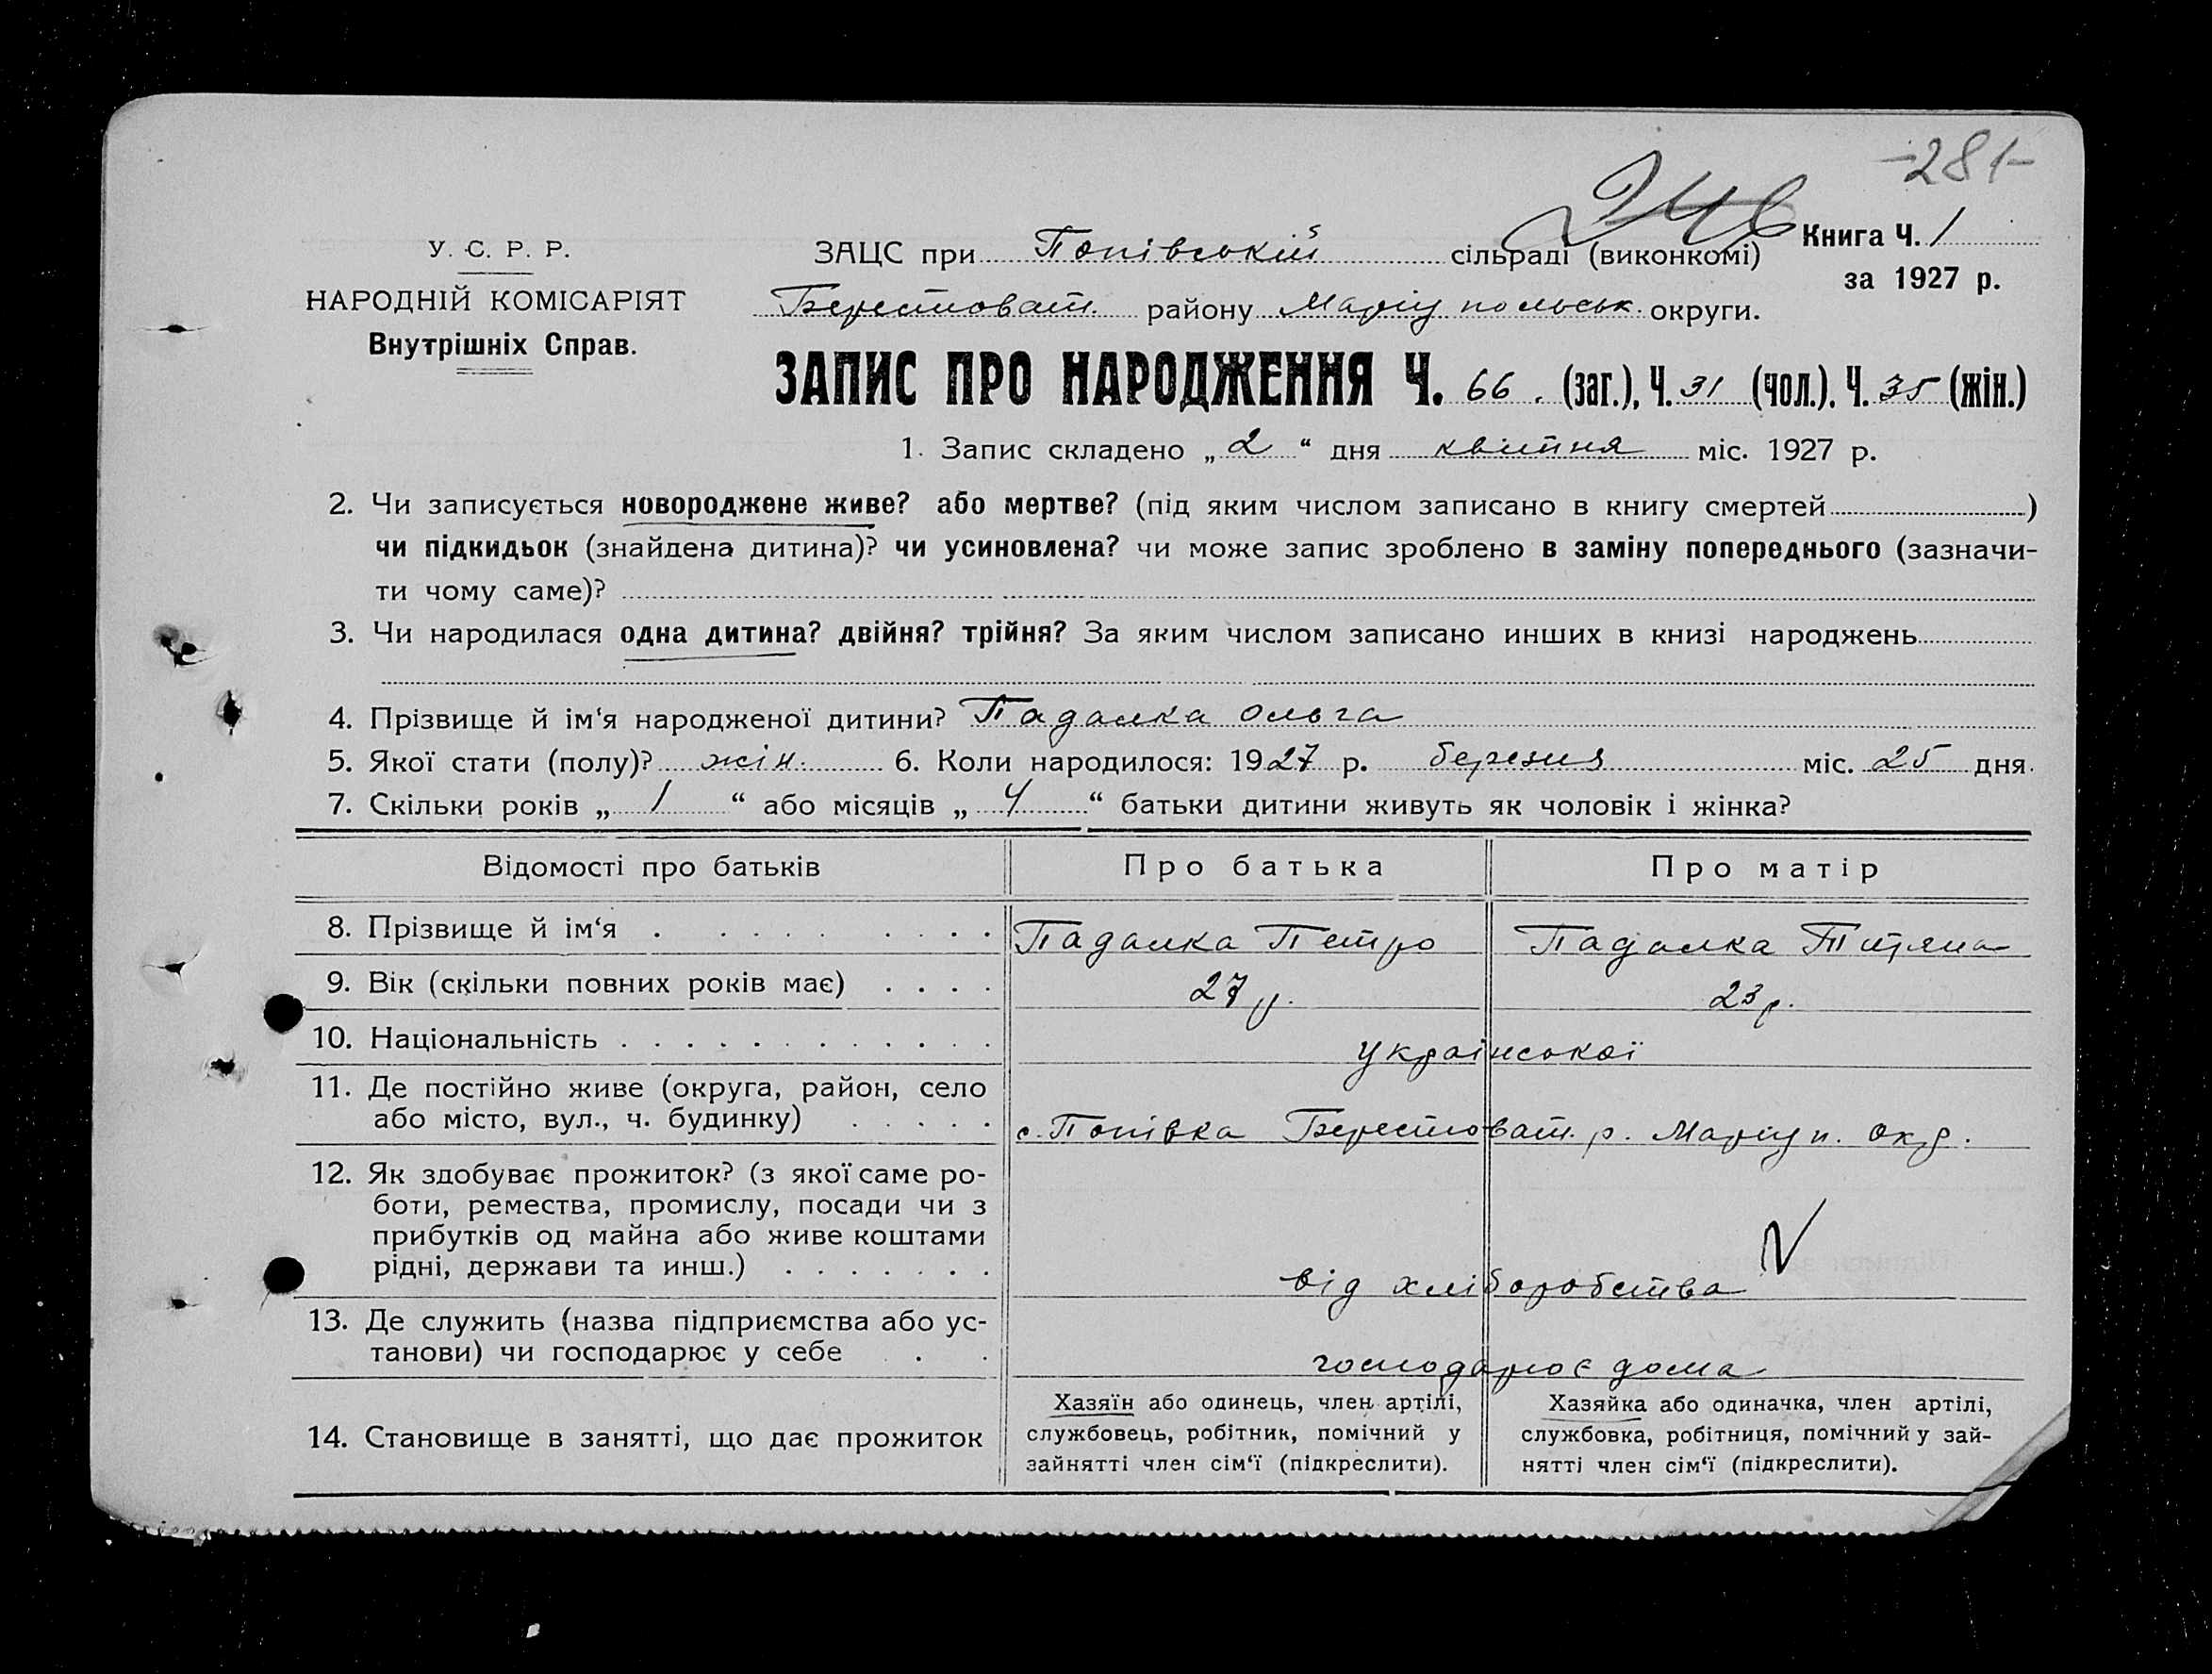 -281-
246
У. С. Р. Р.
НАРОДНІЙ КОМІСАРІЯТ
Внутрішніх Справ.
ЗАЦС при Попівській сільраді (виконкомі)
Книга Ч. 1
за 1927 р.
Берестоват. району Маріупольськ. округи.
ЗАПИС ПРО НАРОДЖЕННЯ Ч. 66. (заг.), Ч. 31 (чол.). Ч. 35 (жін.)
1. Запис складено „ 2 “ дня квітня міс. 1927 р.
2. Чи записується новороджене живе? або мертве? (під яким числом записано в книгу смертей )
чи підкидьок (знайдена дитина)? чи усиновлена? чи може запис зроблено в заміну попереднього (зазначи-
ти чому саме)?
3. Чи народилася одна дитина? двійня? трійня? За яким числом записано инших в книзі народжень
4. Прізвище й ім‘я народженої дитини? Падалка Ольга
5. Якої стати (полу)? жін. 6. Коли народилося: 1927 р. березня міс. 25 дня.
7. Скільки років „ 1 “ або місяців „ 4 “ батьки дитини живуть як чоловік і жінка?
Відомості про батьків Про батька Про матір
8. Прізвище й ім‘я Падалка Петро Падалка Титяна
9. Вік (скільки повних років має) 27 р. 23 р.
10. Національність української
11. Де постійно живе (округа, район, село
або місто, вул., ч. будинку) с. Попівка Берестоват. р. Маріуп. окр.
12. Як здобуває прожиток? (з якої саме ро-
боти, ремества, промислу, посади чи з
прибутків од майна або живе коштами
рідні, держави та инш.) від хліборобства
13. Де служить (назва підприємства або ус-
танови) чи господарює у себе господарює дома
14. Становище в занятті, що дає прожиток
Хазяїн або одинець, член артілі,
службовець, робітник, помічний у
зайнятті член сім‘ї (підкреслити).
Хазяйка або одиначка, член артілі,
службовка, робітниця, помічний у зай-
нятті член сім‘ї (підкреслити).